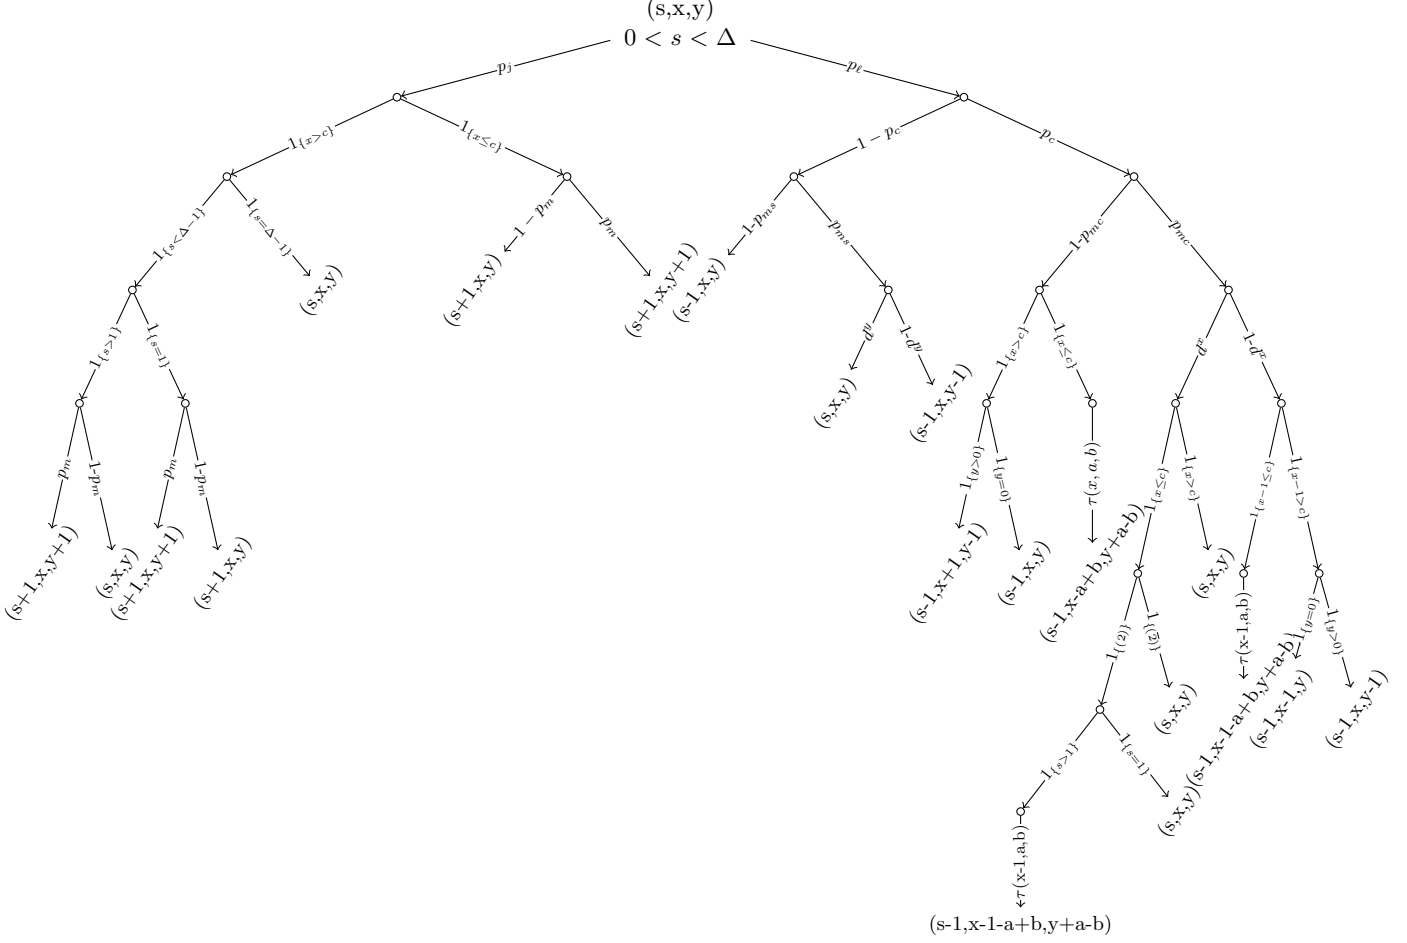 (s,x,y)
0 < s < Δ
p_j
p_ℓ
1_{x>c}
1_{x≤c}
1 − p_c
p_c
1_{s<Δ−1}
1_{s=Δ−1}
1 − p_m
p_m
1-p_{ms}
p_{ms}
1-p_{mc}
p_{mc}
(s,x,y)
(s+1,x,y)
(s+1,x,y+1)
(s-1,x,y)
1_{s>1}
1_{s=1}
d^y
1-d^y
1_{x>c}
1_{x≤c}
d^x
1-d^x
(s,x,y)
(s-1,x,y-1)
p_m
1-p_m
p_m
1-p_m
1_{y>0}
1_{y=0}
τ(x, a, b)
1_{x≤c}
1_{x>c}
1_{x−1≤c}
1_{x−1>c}
(s+1,x,y+1)
(s,x,y)
(s+1,x,y+1)
(s+1,x,y)
(s-1,x+1,y-1)
(s-1,x,y)
(s-1,x-a+b,y+a-b)
(s,x,y)
1_{(2)}
1_{(2̄)}
τ(x-1,a,b)
1_{y=0}
1_{y>0}
(s,x,y)
(s-1,x-1-a+b,y+a-b)
(s-1,x-1,y)
(s-1,x,y-1)
1_{s>1}
1_{s=1}
(s,x,y)
τ(x-1,a,b)
(s-1,x-1-a+b,y+a-b)